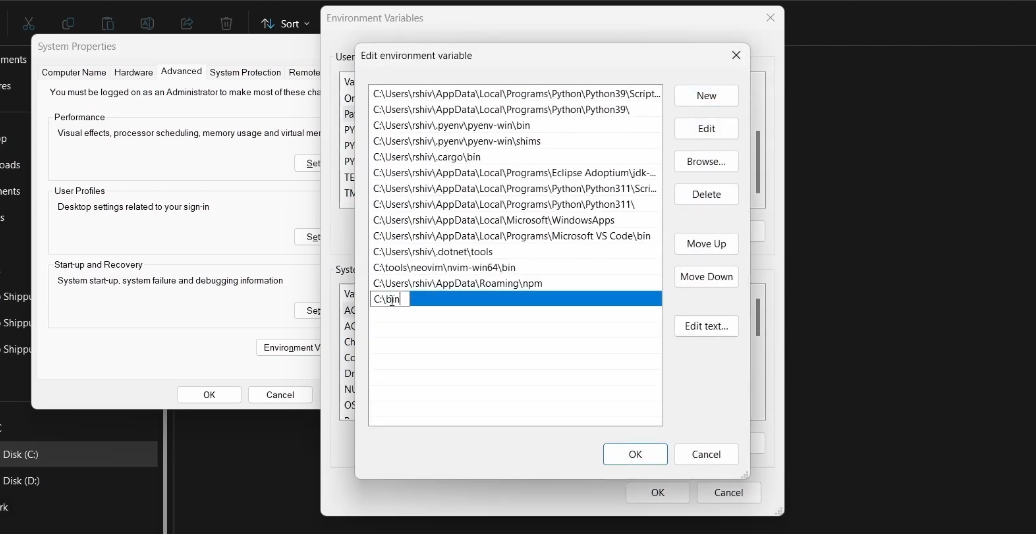 Sort
ments
res
p
oads
ments
s
Shippu
Shippu
Shippu
Disk (C:)
Disk (D:)
rk
System Properties
Computer Name Hardware Advanced System Protection Remote
You must be logged on as an Administrator to make most of these cha
Performance
Visual effects, processor scheduling, memory usage and virtual mer
Set
User Profiles
Desktop settings related to your sign-in
Set
Start-up and Recovery
System start-up, system failure and debugging information
Set
Environment V
OK Cancel
Environment Variables
User
Va
On
Pa
PY
PY
PY
TE
TM
Syste
Va
AC
AC
Ch
Co
Dr
NU
OS
OK Cancel
Edit environment variable
C:\Users\rshiv\AppData\Local\Programs\Python\Python39\Script...
C:\Users\rshiv\AppData\Local\Programs\Python\Python39\
C:\Users\rshiv\.pyenv\pyenv-win\bin
C:\Users\rshiv\.pyenv\pyenv-win\shims
C:\Users\rshiv\.cargo\bin
C:\Users\rshiv\AppData\Local\Programs\Eclipse Adoptium\jdk-...
C:\Users\rshiv\AppData\Local\Programs\Python\Python311\Scri...
C:\Users\rshiv\AppData\Local\Programs\Python\Python311\
C:\Users\rshiv\AppData\Local\Microsoft\WindowsApps
C:\Users\rshiv\AppData\Local\Programs\Microsoft VS Code\bin
C:\Users\rshiv\.dotnet\tools
C:\tools\neovim\nvim-win64\bin
C:\Users\rshiv\AppData\Roaming\npm
C:\bin
New
Edit
Browse...
Delete
Move Up
Move Down
Edit text...
OK Cancel